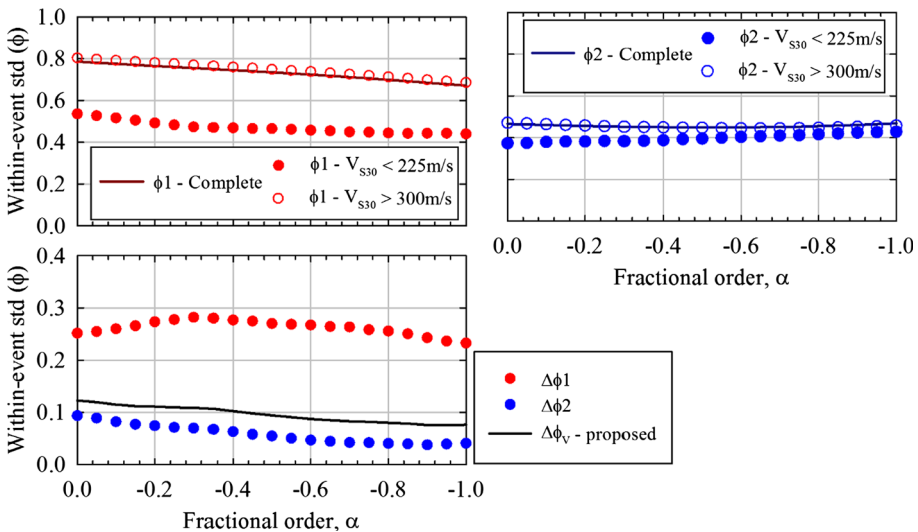 Within-event std (ϕ)
1.0
0.8
0.6
0.4
0.2
0.0
ϕ1 - Complete
ϕ1 - VS30 < 225m/s
ϕ1 - VS30 > 300m/s
ϕ2 - Complete
ϕ2 - VS30 < 225m/s
ϕ2 - VS30 > 300m/s
0.0 -0.2 -0.4 -0.6 -0.8 -1.0
Fractional order, α
Within-event std (ϕ)
0.4
0.3
0.2
0.1
0.0
0.0 -0.2 -0.4 -0.6 -0.8 -1.0
Fractional order, α
Δϕ1
Δϕ2
ΔϕV - proposed